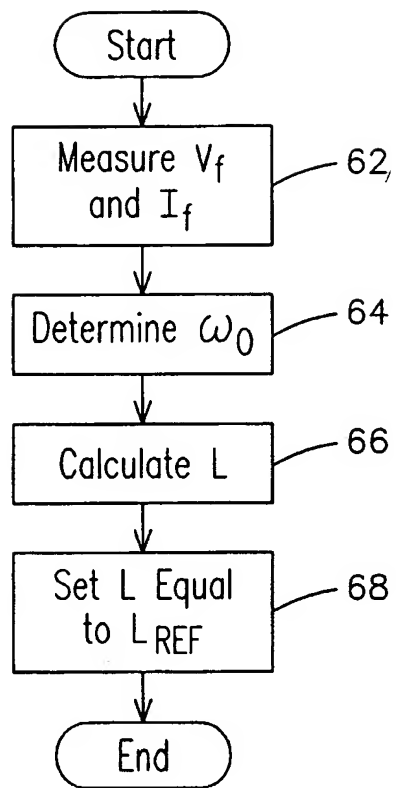 Start
Measure V_f
and I_f
62
Determine ω_0
64
Calculate L
66
Set L Equal
to L_REF
68
End